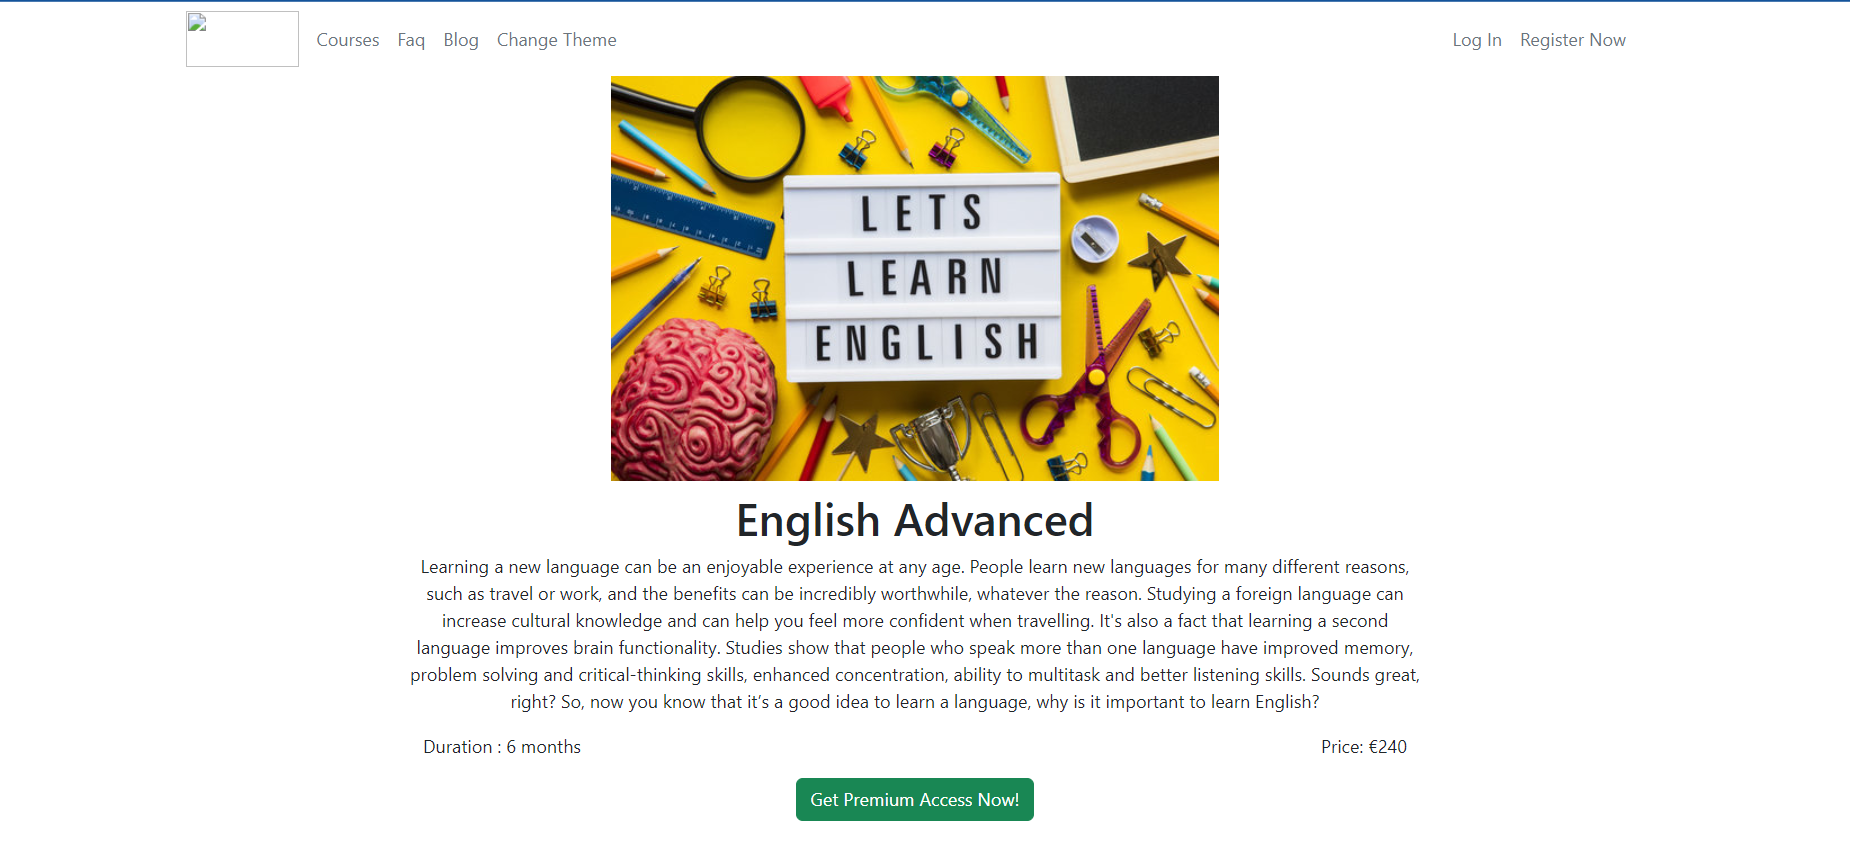 Courses Faq Blog Change Theme Log In Register Now
LETS
LEARN
ENGLISH
English Advanced
Learning a new language can be an enjoyable experience at any age. People learn new languages for many different reasons,
such as travel or work, and the benefits can be incredibly worthwhile, whatever the reason. Studying a foreign language can
increase cultural knowledge and can help you feel more confident when travelling. It's also a fact that learning a second
language improves brain functionality. Studies show that people who speak more than one language have improved memory,
problem solving and critical-thinking skills, enhanced concentration, ability to multitask and better listening skills. Sounds great,
right? So, now you know that it’s a good idea to learn a language, why is it important to learn English?
Duration : 6 months Price: €240
Get Premium Access Now!